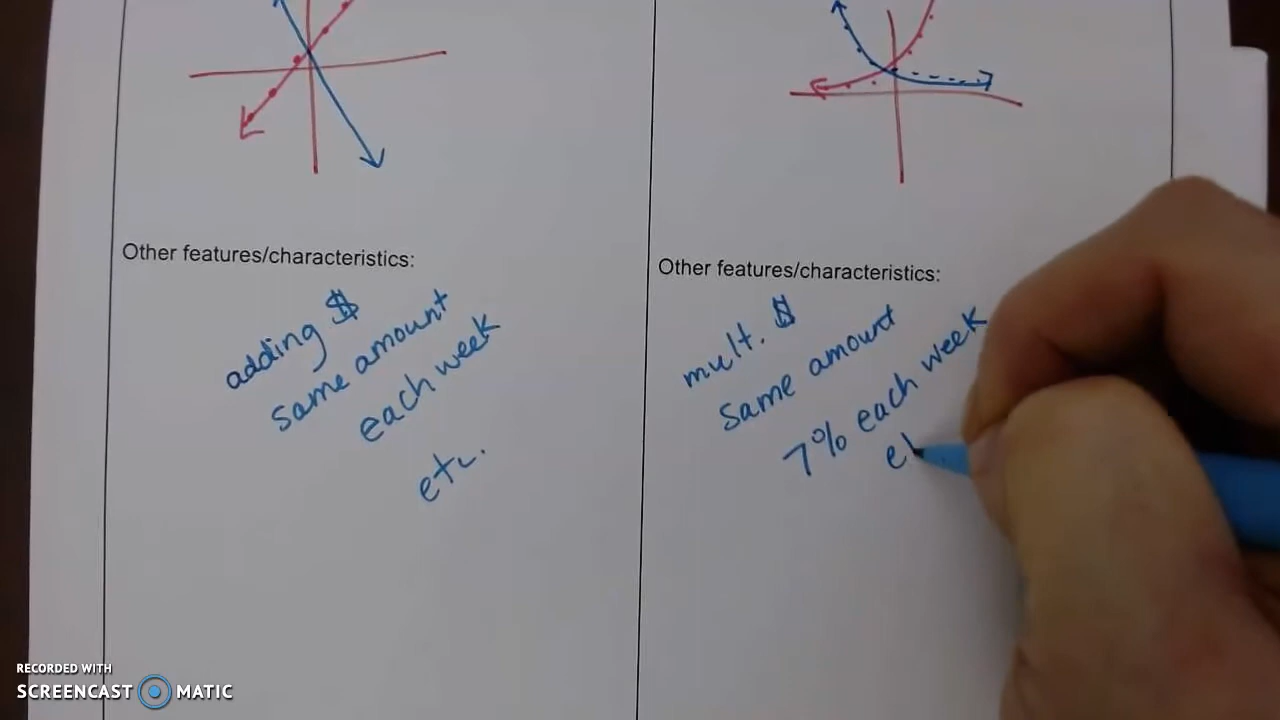 Other features/characteristics:
adding $
same amount
each week
etc.
Other features/characteristics:
mult. $
same amount
7% each week
RECORDED WITH
SCREENCAST MATIC